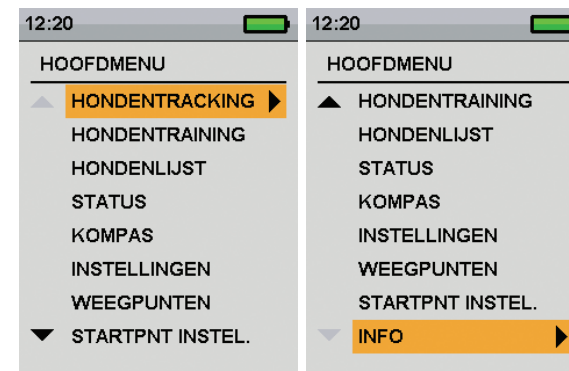 12:20
HOOFDMENU
HONDENTRACKING
HONDENTRAINING
HONDENLIJST
STATUS
KOMPAS
INSTELLINGEN
WEEGPUNTEN
STARTPNT INSTEL.
12:20
HOOFDMENU
HONDENTRAINING
HONDENLIJST
STATUS
KOMPAS
INSTELLINGEN
WEEGPUNTEN
STARTPNT INSTEL.
INFO